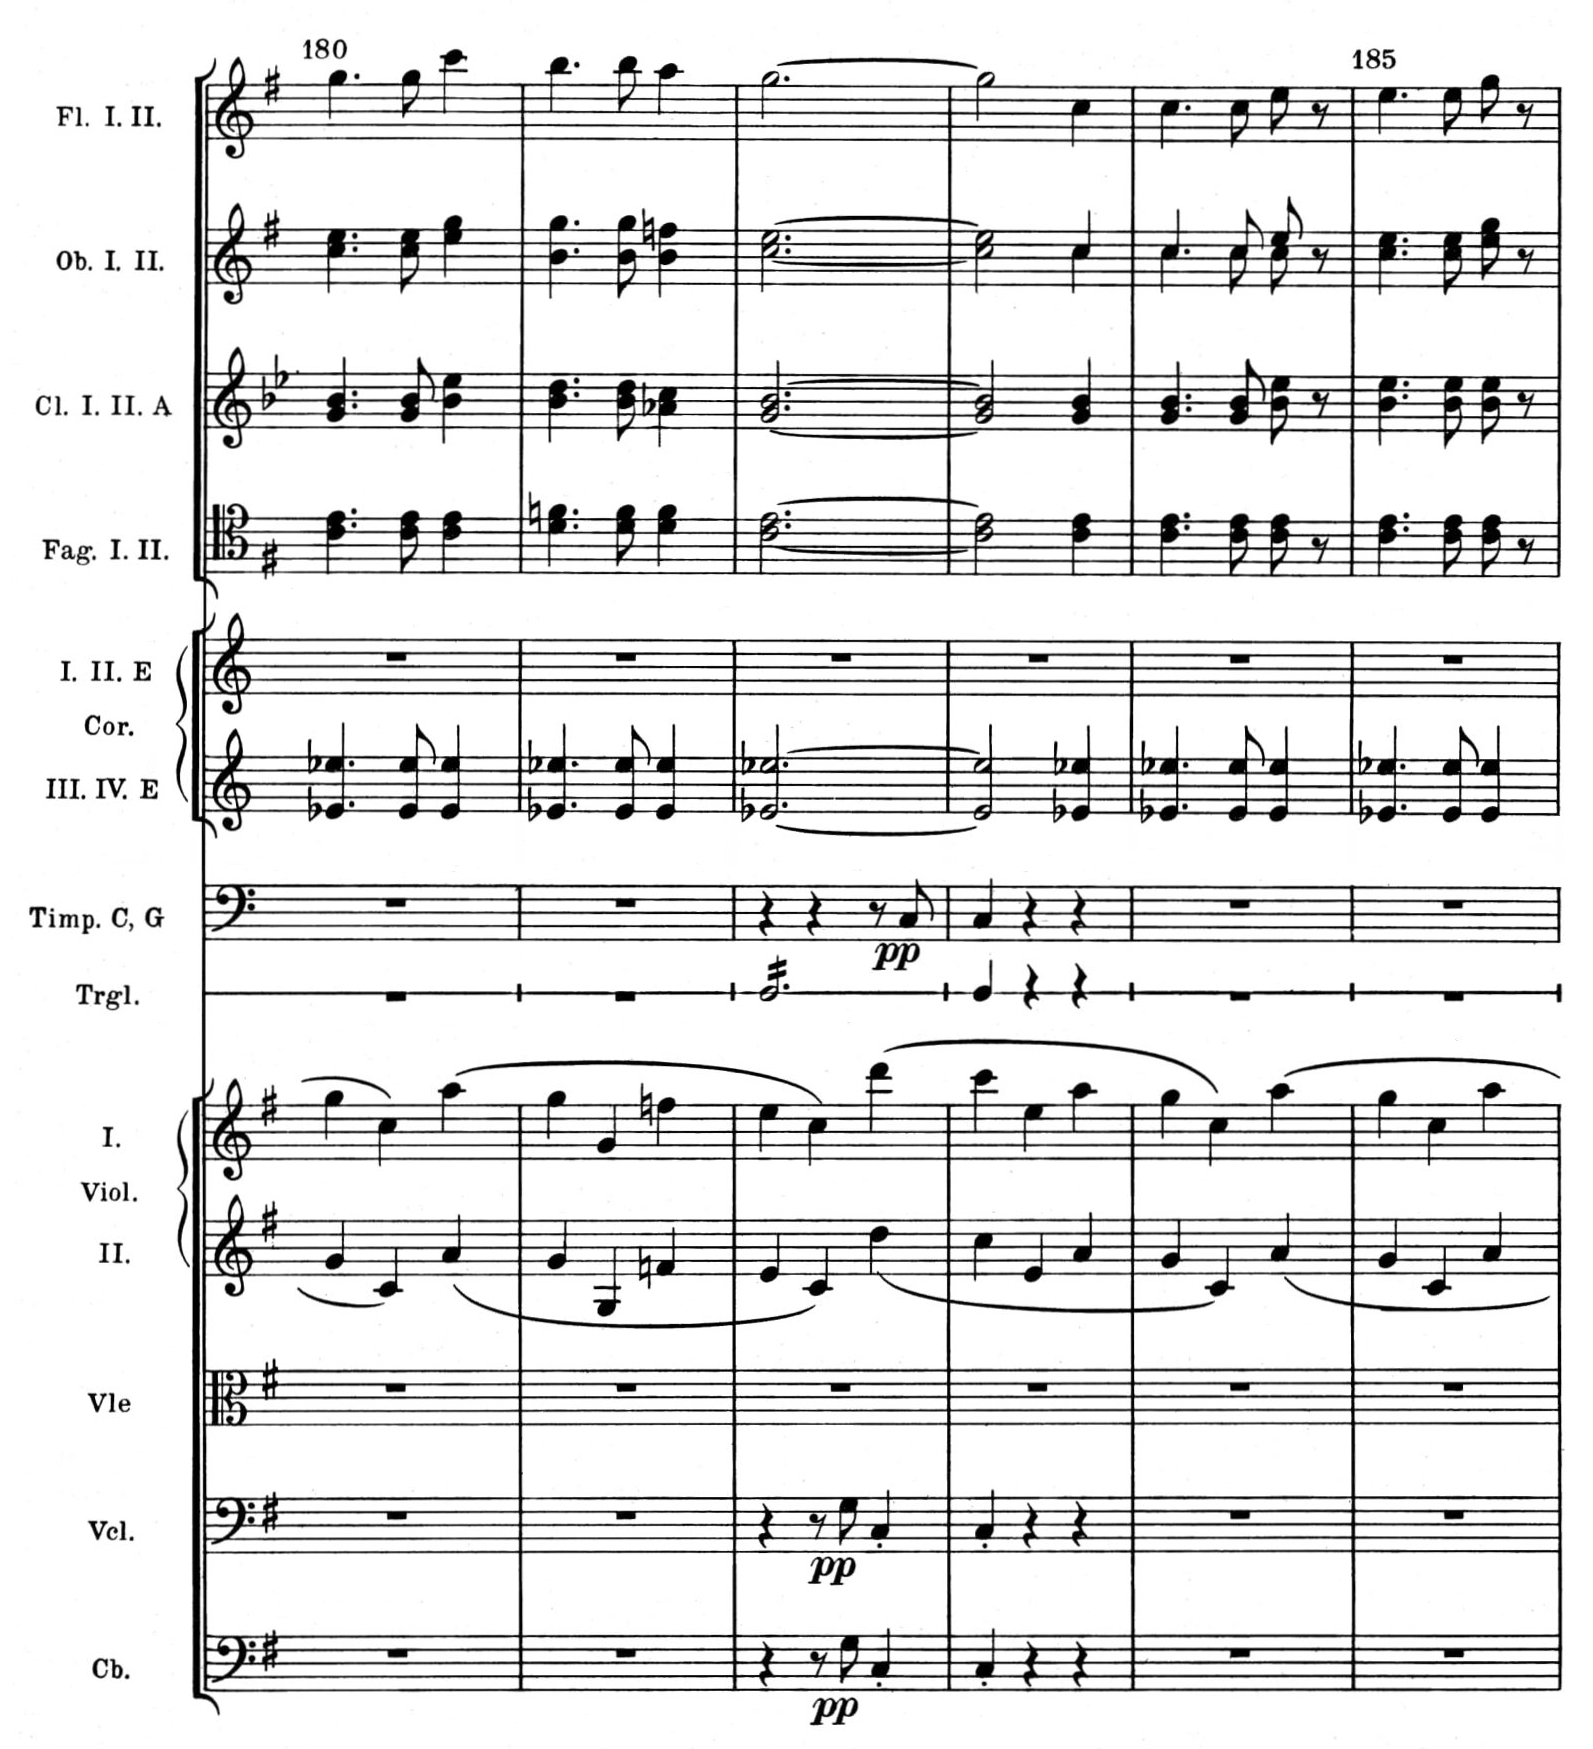 180
185
Fl. I. II.
Ob. I. II.
Cl. I. II. A
Fag. I. II.
I. II. E
Cor.
III. IV. E
Timp. C, G
pp
Trgl.
I.
Viol.
II.
Vle
Vcl.
pp
Cb.
pp